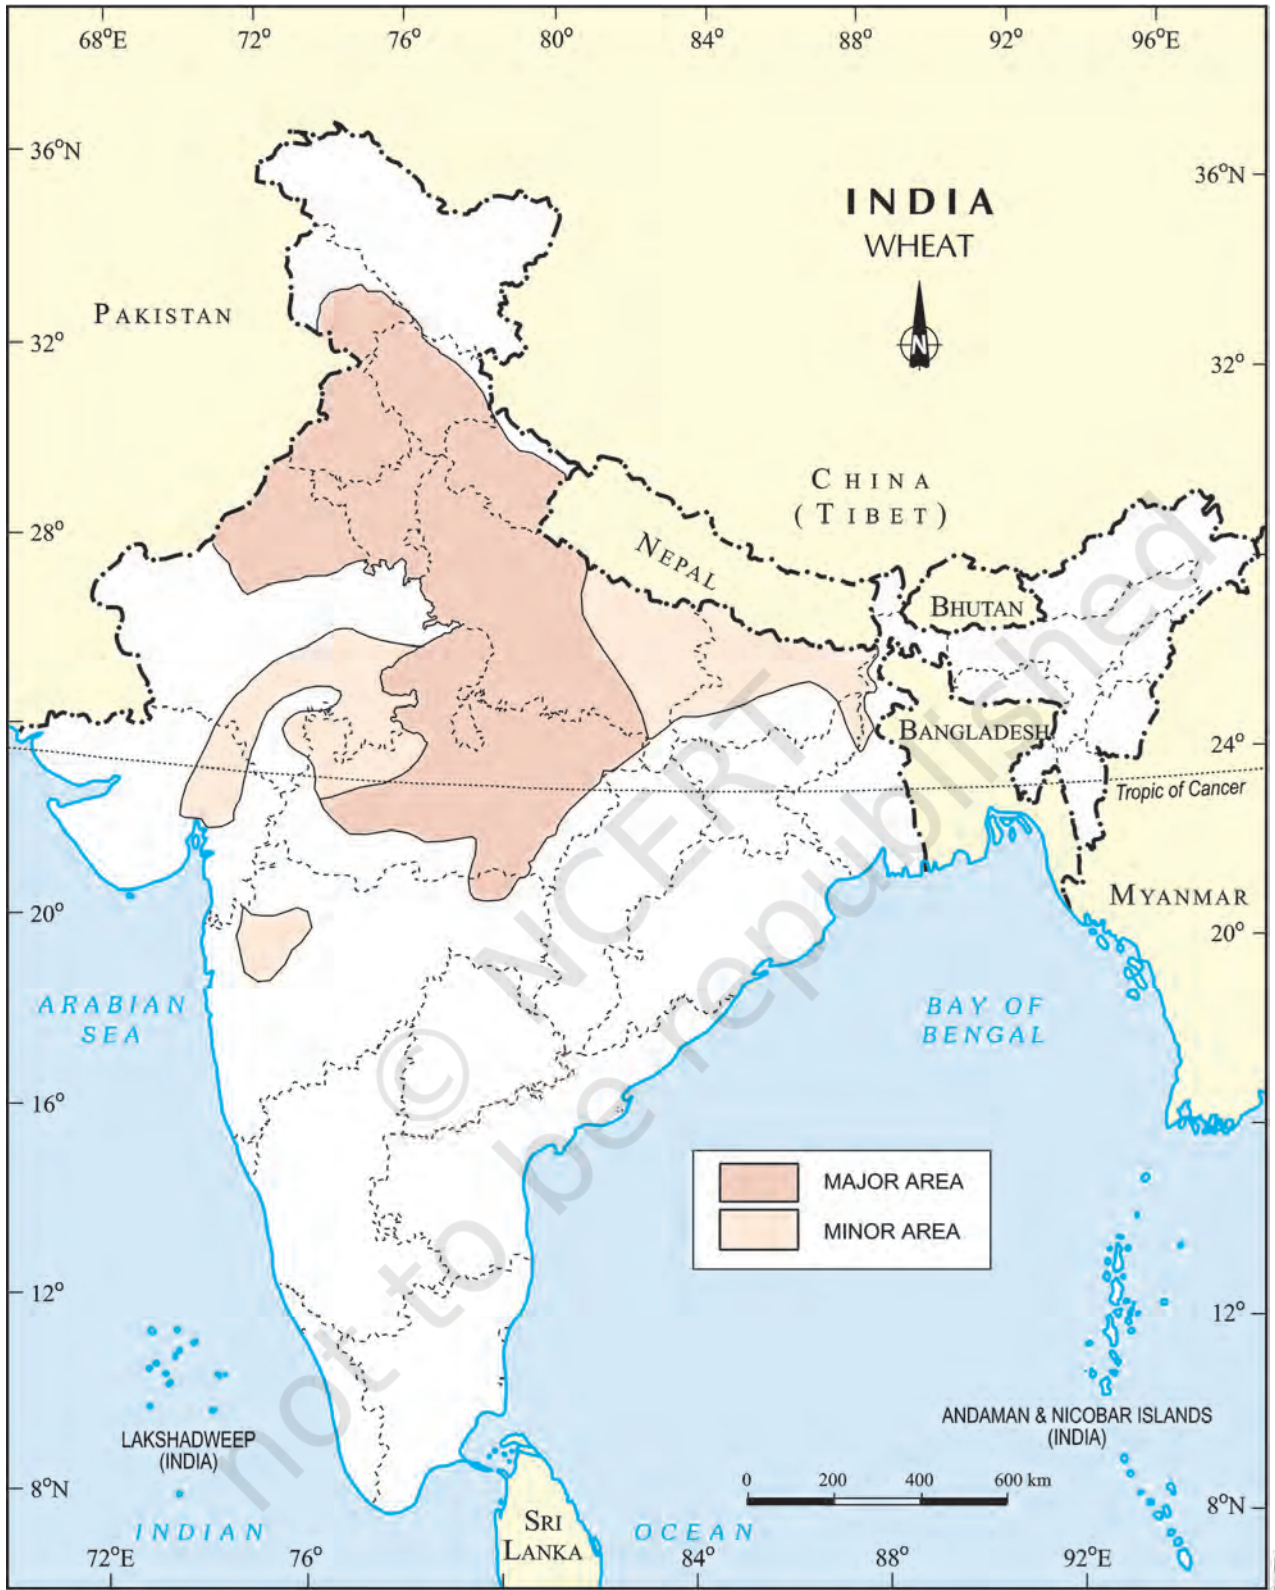 68°E 72° 76° 80° 84° 88° 92° 96°E
36°N
36°N
INDIA
WHEAT
N
PAKISTAN
32°
32°
CHINA
(TIBET)
28°
NEPAL
BHUTAN
BANGLADESH
24°
Tropic of Cancer
MYANMAR
20°
20°
ARABIAN
SEA
BAY OF
BENGAL
© NCERT
not to be republished
16°
MAJOR AREA
MINOR AREA
12°
12°
LAKSHADWEEP
(INDIA)
ANDAMAN & NICOBAR ISLANDS
(INDIA)
0 200 400 600 km
8°N
8°N
SRI
LANKA
INDIAN OCEAN
72°E 76° 84° 88° 92°E